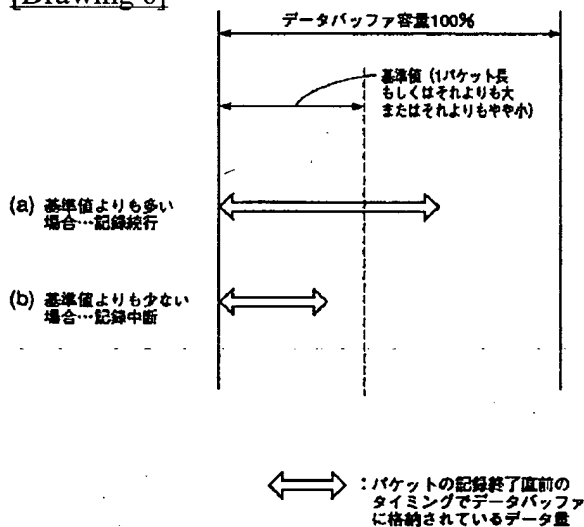 [Drawing 6]
データバッファ容量100%
基準値（1パケット長
もしくはそれよりも大
またはそれよりもやや小）
(a) 基準値よりも多い
場合…記録続行
(b) 基準値よりも少ない
場合…記録中断
：パケットの記録終了直前の
タイミングでデータバッファ
に格納されているデータ量